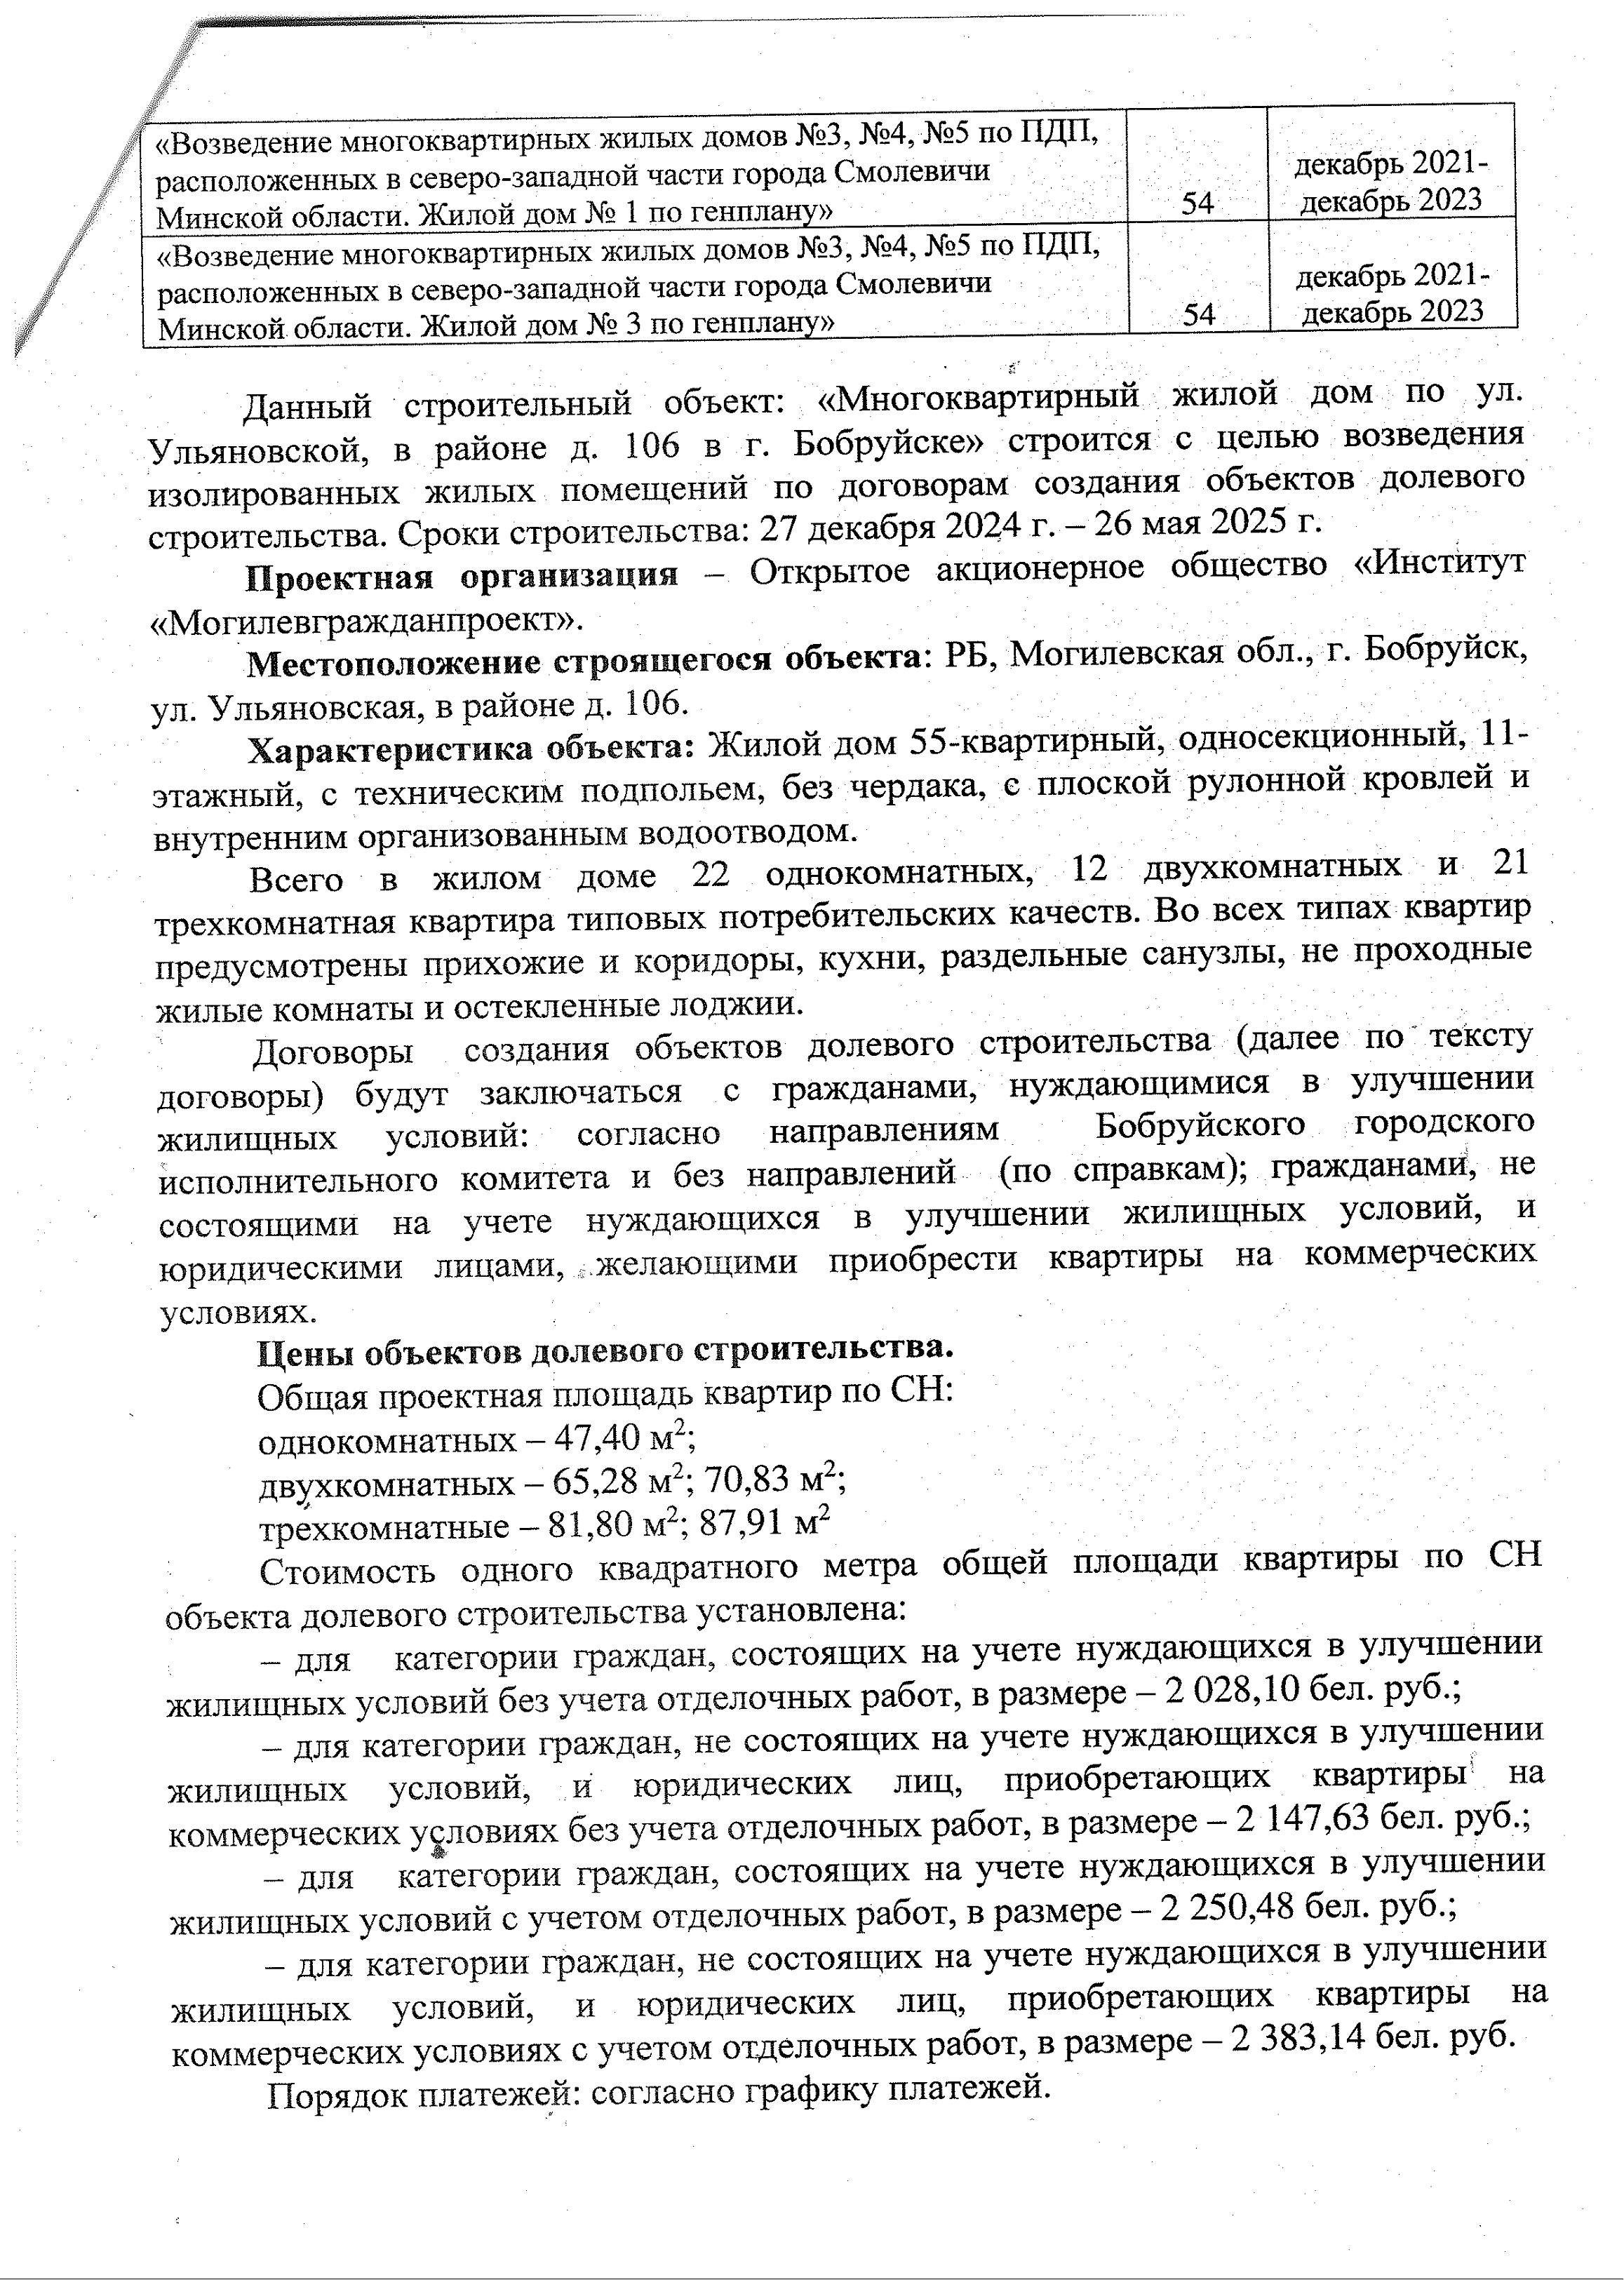 «Возведение многоквартирных жилых домов №3, №4, №5 по ПДП,
расположенных в северо-западной части города Смолевичи
Минской области. Жилой дом № 1 по генплану»
54
декабрь 2021-
декабрь 2023
«Возведение многоквартирных жилых домов №3, №4, №5 по ПДП,
расположенных в северо-западной части города Смолевичи
Минской области. Жилой дом № 3 по генплану»
54
декабрь 2021-
декабрь 2023
Данный строительный объект: «Многоквартирный жилой дом по ул.
Ульяновской, в районе д. 106 в г. Бобруйске» строится с целью возведения
изолированных жилых помещений по договорам создания объектов долевого
строительства. Сроки строительства: 27 декабря 2024 г. – 26 мая 2025 г.
Проектная организация – Открытое акционерное общество «Институт
«Могилевгражданпроект».
Местоположение строящегося объекта: РБ, Могилевская обл., г. Бобруйск,
ул. Ульяновская, в районе д. 106.
Характеристика объекта: Жилой дом 55-квартирный, односекционный, 11-
этажный, с техническим подпольем, без чердака, с плоской рулонной кровлей и
внутренним организованным водоотводом.
Всего в жилом доме 22 однокомнатных, 12 двухкомнатных и 21
трехкомнатная квартира типовых потребительских качеств. Во всех типах квартир
предусмотрены прихожие и коридоры, кухни, раздельные санузлы, не проходные
жилые комнаты и остекленные лоджии.
Договоры создания объектов долевого строительства (далее по тексту
договоры) будут заключаться с гражданами, нуждающимися в улучшении
жилищных условий: согласно направлениям Бобруйского городского
исполнительного комитета и без направлений (по справкам); гражданами, не
состоящими на учете нуждающихся в улучшении жилищных условий, и
юридическими лицами, желающими приобрести квартиры на коммерческих
условиях.
Цены объектов долевого строительства.
Общая проектная площадь квартир по СН:
однокомнатных – 47,40 м²;
двухкомнатных – 65,28 м²; 70,83 м²;
трехкомнатные – 81,80 м²; 87,91 м²
Стоимость одного квадратного метра общей площади квартиры по СН
объекта долевого строительства установлена:
– для категории граждан, состоящих на учете нуждающихся в улучшении
жилищных условий без учета отделочных работ, в размере – 2 028,10 бел. руб.;
– для категории граждан, не состоящих на учете нуждающихся в улучшении
жилищных условий, и юридических лиц, приобретающих квартиры на
коммерческих условиях без учета отделочных работ, в размере – 2 147,63 бел. руб.;
– для категории граждан, состоящих на учете нуждающихся в улучшении
жилищных условий с учетом отделочных работ, в размере – 2 250,48 бел. руб.;
– для категории граждан, не состоящих на учете нуждающихся в улучшении
жилищных условий, и юридических лиц, приобретающих квартиры на
коммерческих условиях с учетом отделочных работ, в размере – 2 383,14 бел. руб.
Порядок платежей: согласно графику платежей.